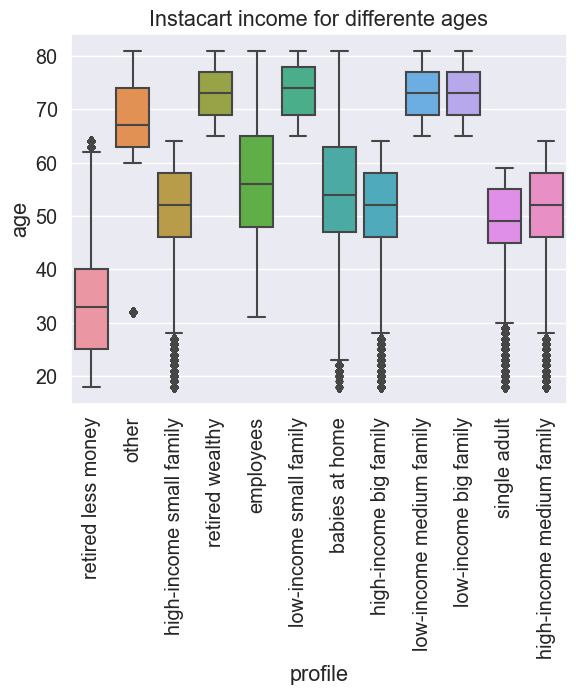 Instacart income for differente ages
80
70
60
50
40
30
20
age
retired less money
other
high-income small family
retired wealthy
employees
low-income small family
babies at home
high-income big family
low-income medium family
low-income big family
single adult
high-income medium family
profile